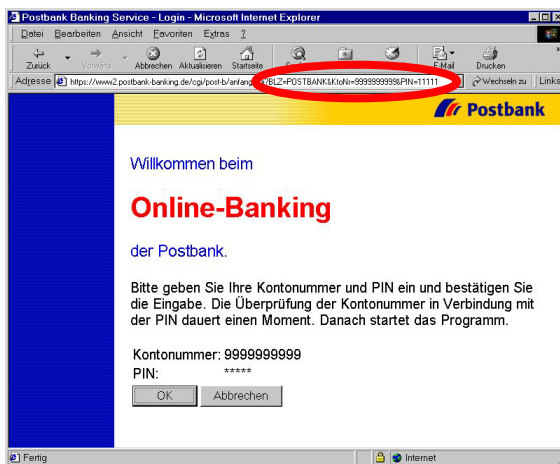 Postbank Banking Service - Login - Microsoft Internet Explorer
Datei Bearbeiten Ansicht Favoriten Extras ?
Zurück Vorwärts Abbrechen Aktualisieren Startseite E-Mail Drucken
Adresse https://www2.postbank-banking.de/cgi/post-b/anfang ?BLZ=POSTBANK&KtoNr=9999999999&PIN=11111 Wechseln zu Links
Postbank
Willkommen beim
Online-Banking
der Postbank.
Bitte geben Sie Ihre Kontonummer und PIN ein und bestätigen Sie
die Eingabe. Die Überprüfung der Kontonummer in Verbindung mit
der PIN dauert einen Moment. Danach startet das Programm.
Kontonummer: 9999999999
PIN: *****
OK Abbrechen
Fertig Internet